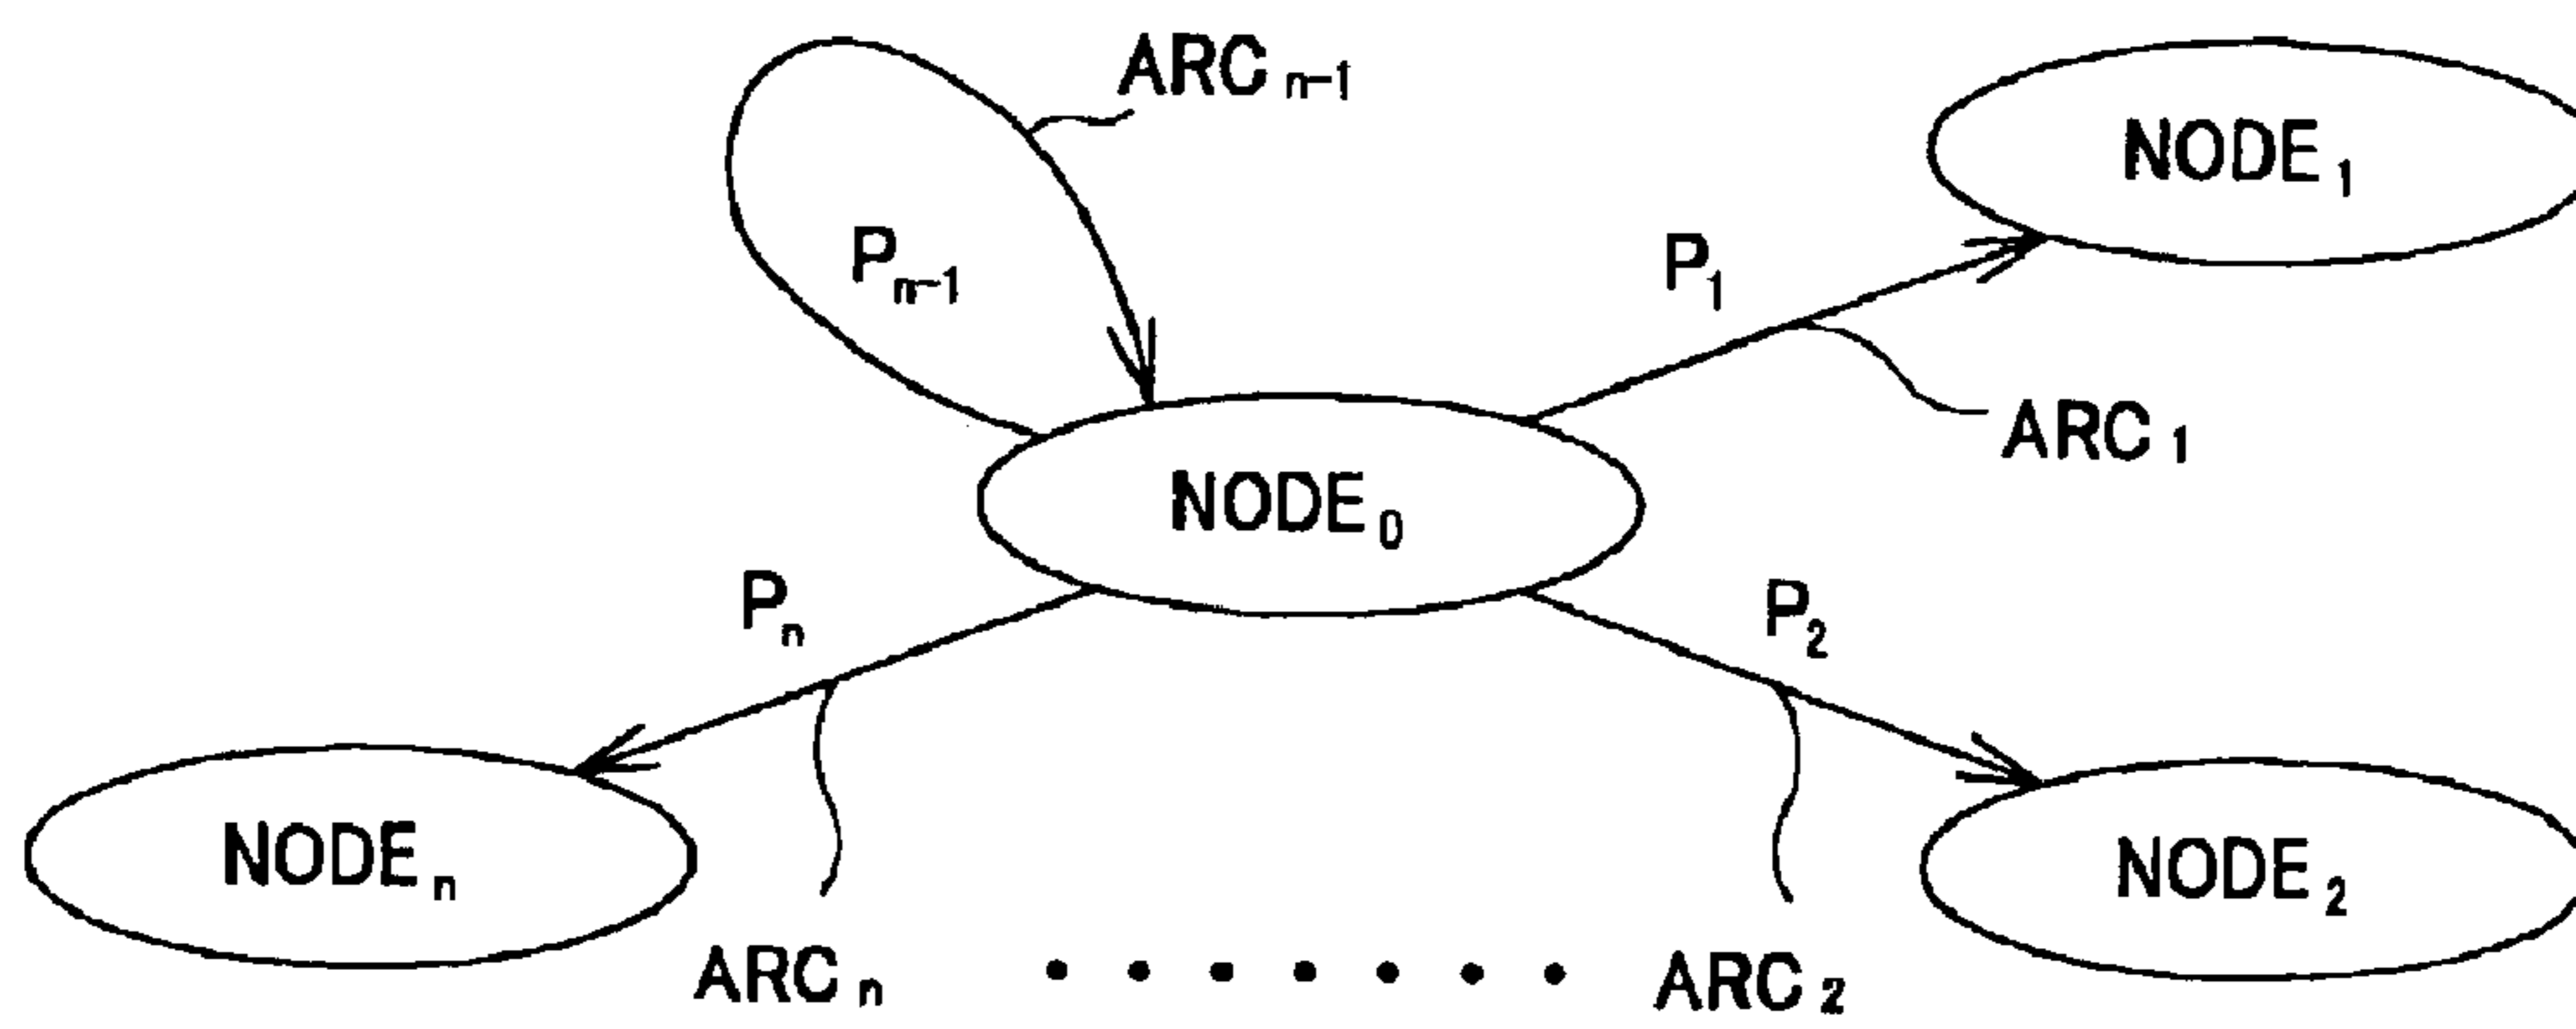 ARC n-1
NODE 1
P n-1
P 1
ARC 1
NODE 0
P n
P 2
NODE n
NODE 2
ARC n ....... ARC 2